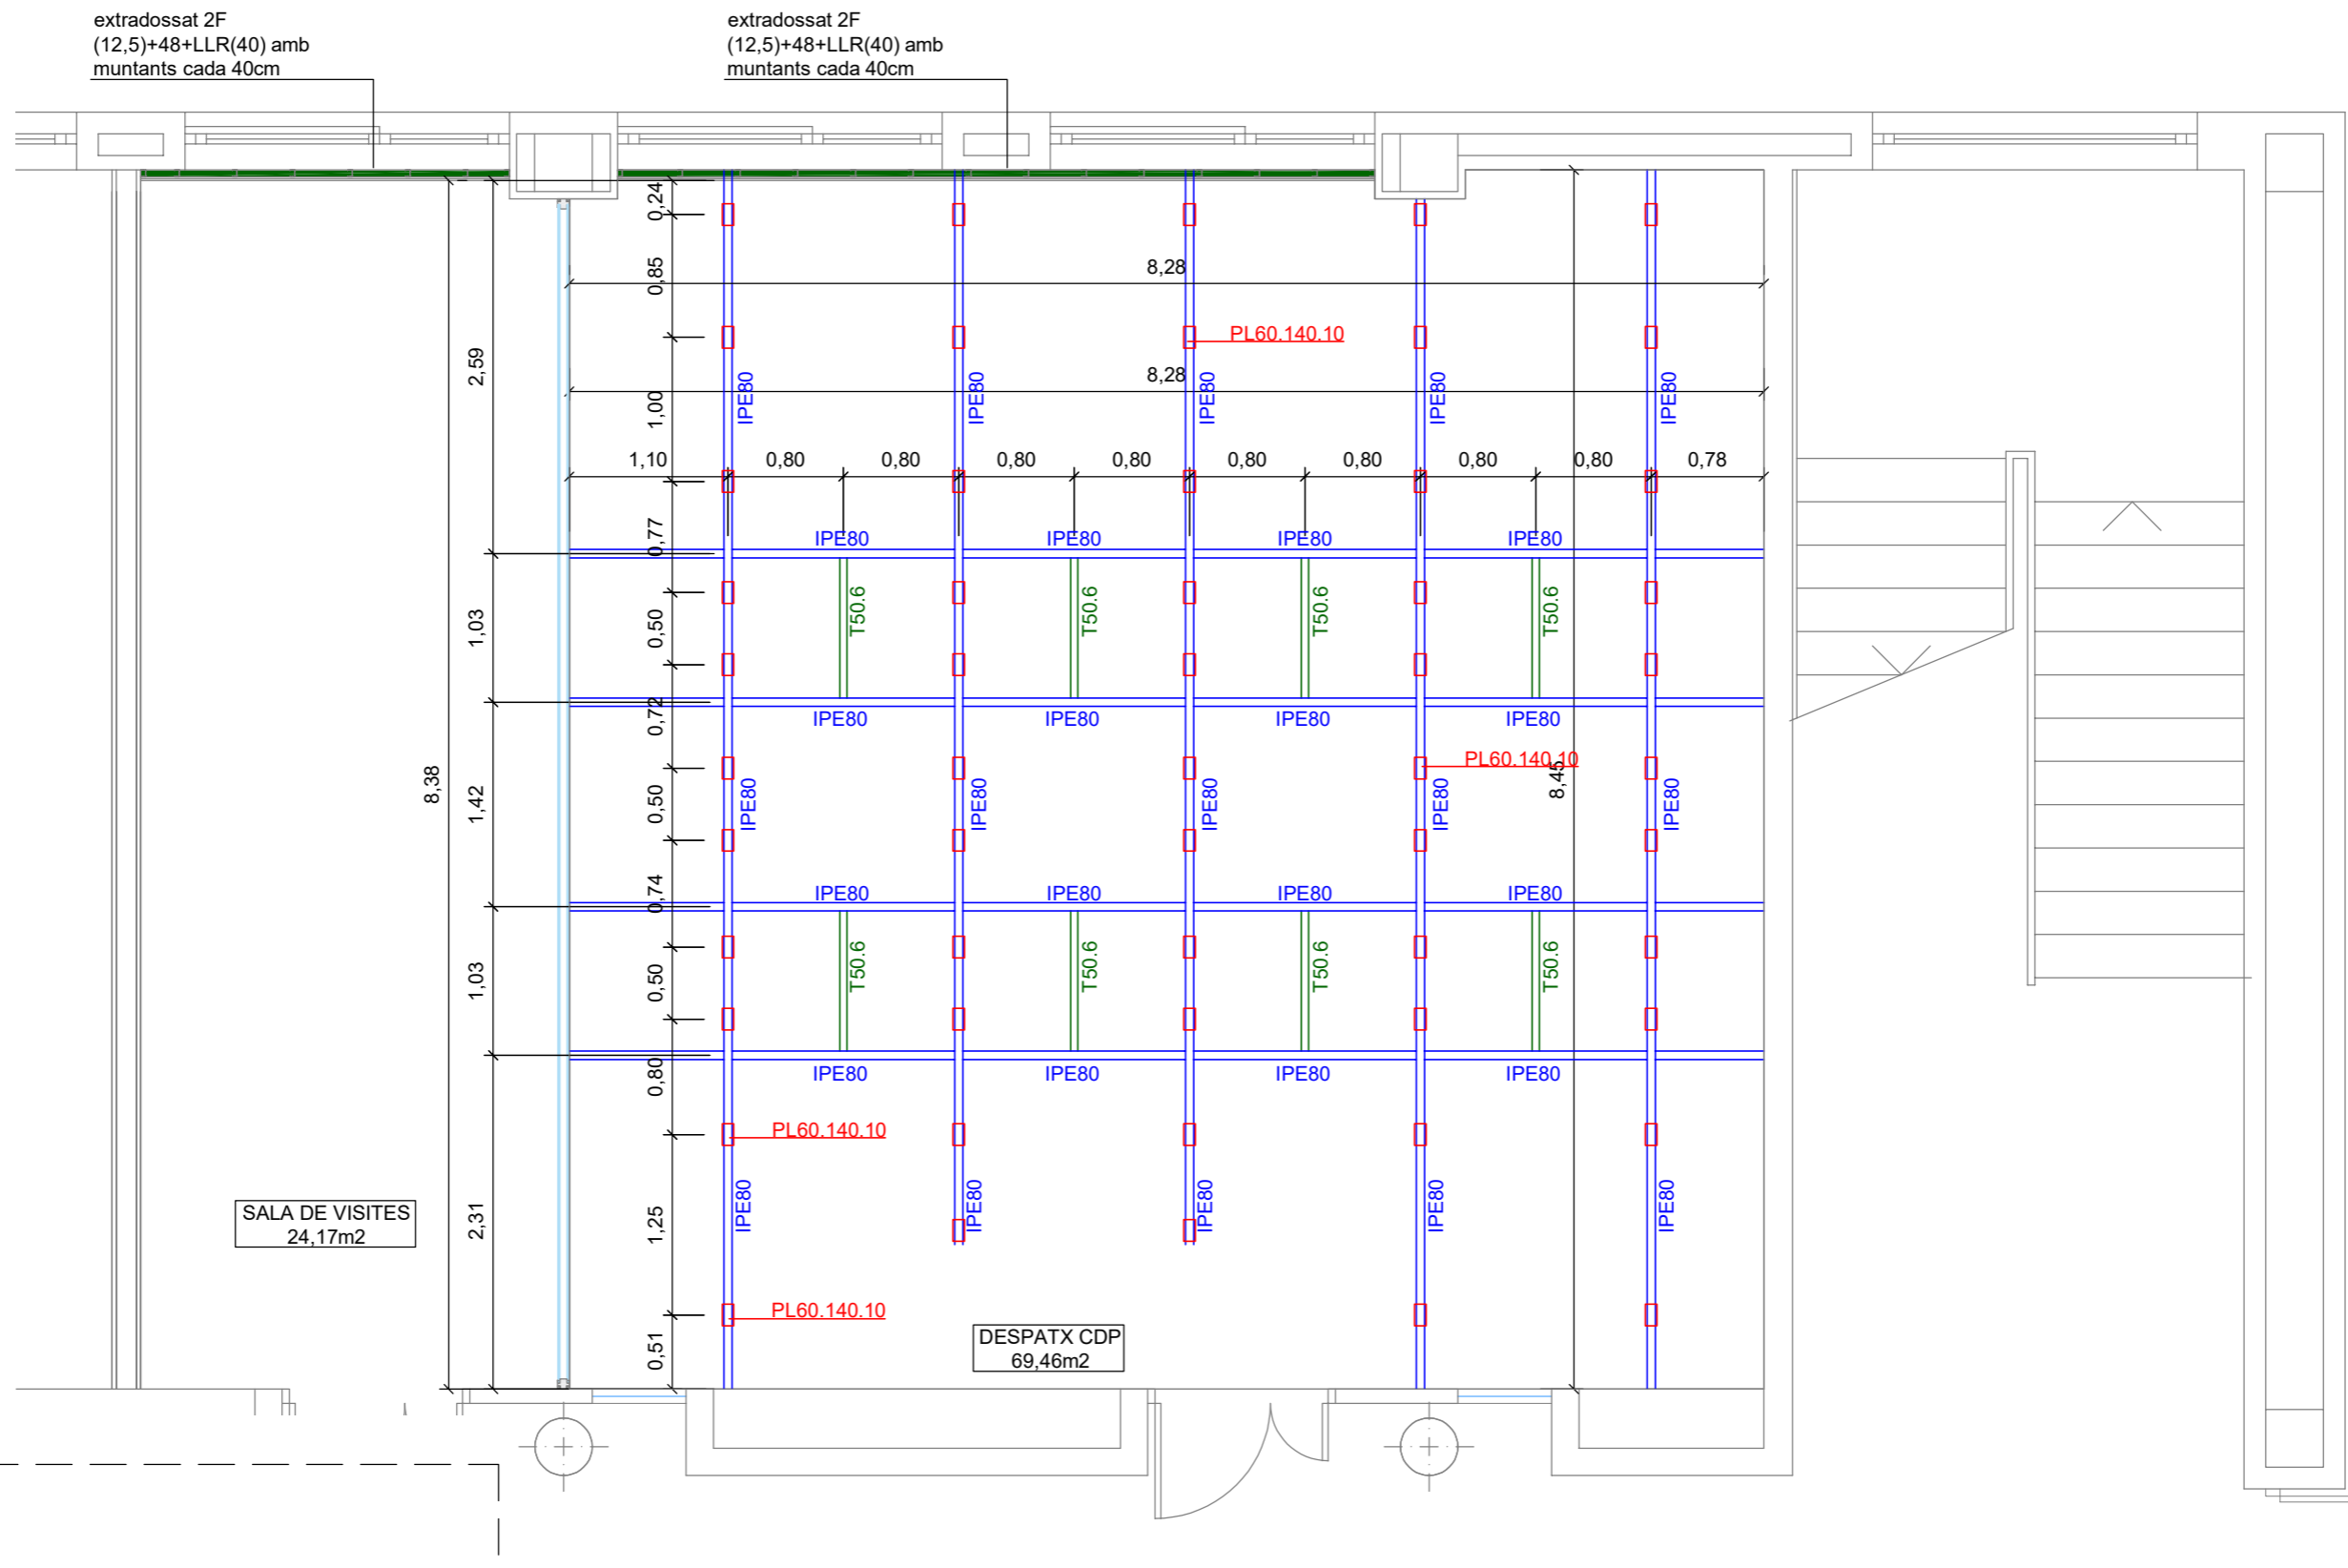 extradossat 2F
(12,5)+48+LLR(40) amb
muntants cada 40cm
extradossat 2F
(12,5)+48+LLR(40) amb
muntants cada 40cm
0,24
0,85
8,28
PL60.140.10
2,59
8,28
1,00
IPE80
IPE80
IPE80
IPE80
IPE80
1,10
0,80
0,80
0,80
0,80
0,80
0,80
0,80
0,80
0,78
0,77
IPE80
IPE80
IPE80
IPE80
1,03
0,50
T50.6
T50.6
T50.6
T50.6
0,72
IPE80
IPE80
IPE80
IPE80
PL60.140.10
8,38
8,45
1,42
0,50
IPE80
IPE80
IPE80
IPE80
IPE80
0,74
IPE80
IPE80
IPE80
IPE80
1,03
0,50
T50.6
T50.6
T50.6
T50.6
0,80
IPE80
IPE80
IPE80
IPE80
PL60.140.10
SALA DE VISITES
24,17m2
2,31
1,25
IPE80
IPE80
IPE80
IPE80
IPE80
PL60.140.10
0,51
DESPATX CDP
69,46m2